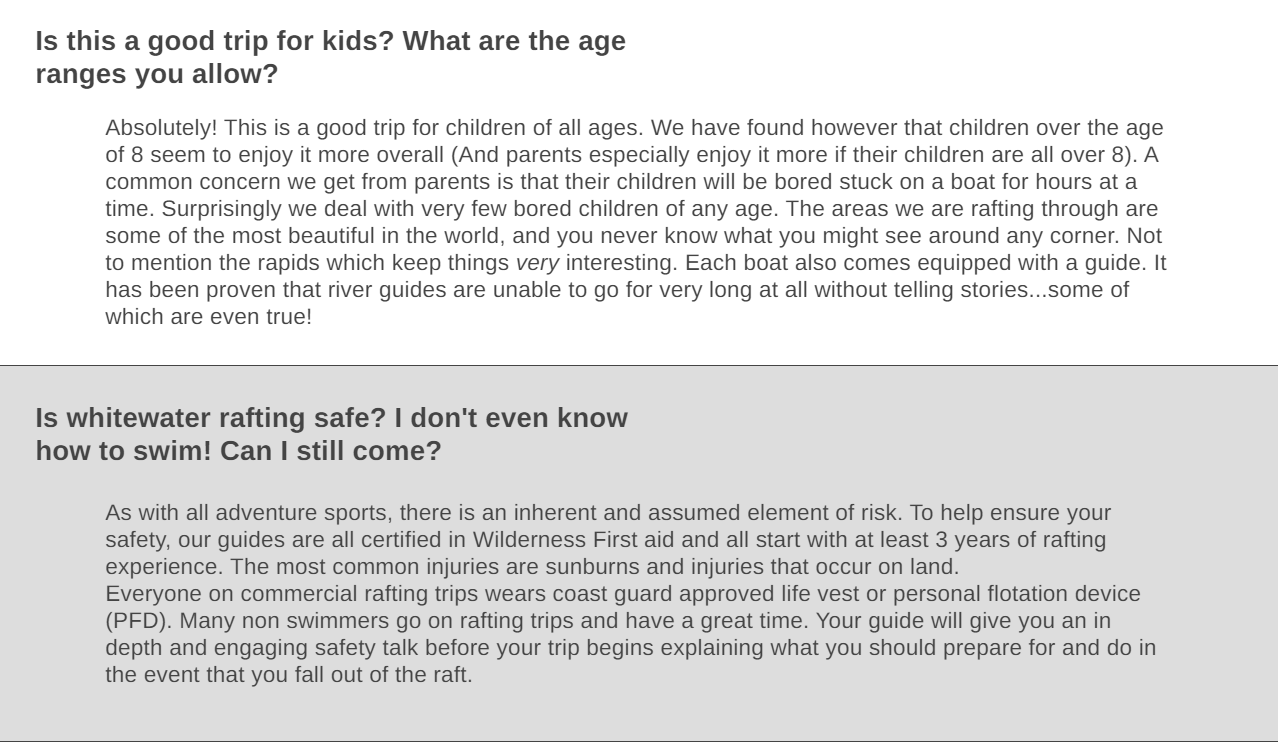 Is this a good trip for kids? What are the age
ranges you allow?
Absolutely! This is a good trip for children of all ages. We have found however that children over the age
of 8 seem to enjoy it more overall (And parents especially enjoy it more if their children are all over 8). A
common concern we get from parents is that their children will be bored stuck on a boat for hours at a
time. Surprisingly we deal with very few bored children of any age. The areas we are rafting through are
some of the most beautiful in the world, and you never know what you might see around any corner. Not
to mention the rapids which keep things very interesting. Each boat also comes equipped with a guide. It
has been proven that river guides are unable to go for very long at all without telling stories...some of
which are even true!
Is whitewater rafting safe? I don't even know
how to swim! Can I still come?
As with all adventure sports, there is an inherent and assumed element of risk. To help ensure your
safety, our guides are all certified in Wilderness First aid and all start with at least 3 years of rafting
experience. The most common injuries are sunburns and injuries that occur on land.
Everyone on commercial rafting trips wears coast guard approved life vest or personal flotation device
(PFD). Many non swimmers go on rafting trips and have a great time. Your guide will give you an in
depth and engaging safety talk before your trip begins explaining what you should prepare for and do in
the event that you fall out of the raft.